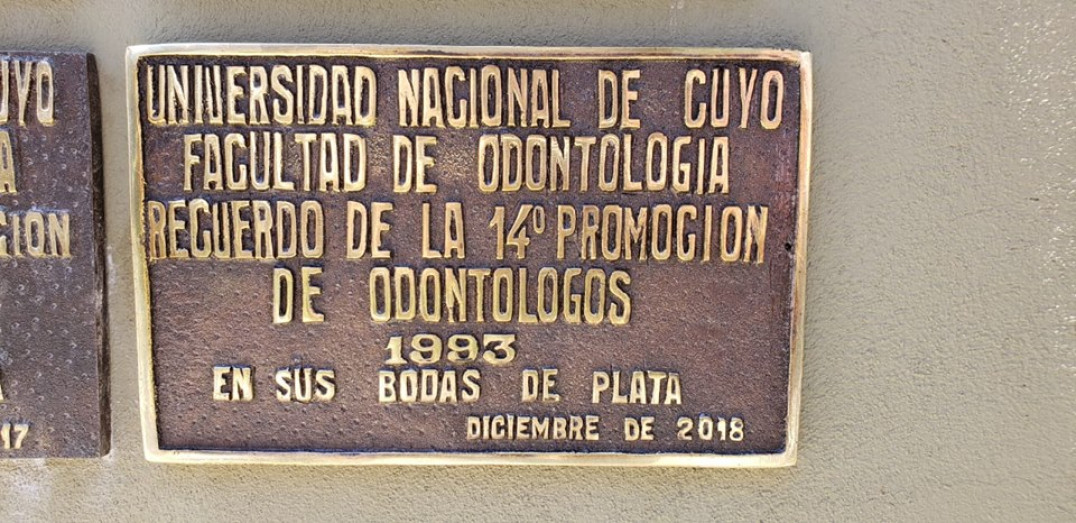 UNIVERSIDAD NACIONAL DE CUYO
FACULTAD DE ODONTOLOGIA
RECUERDO DE LA 14º PROMOCION
DE ODONTOLOGOS
1993
EN SUS BODAS DE PLATA
DICIEMBRE DE 2018